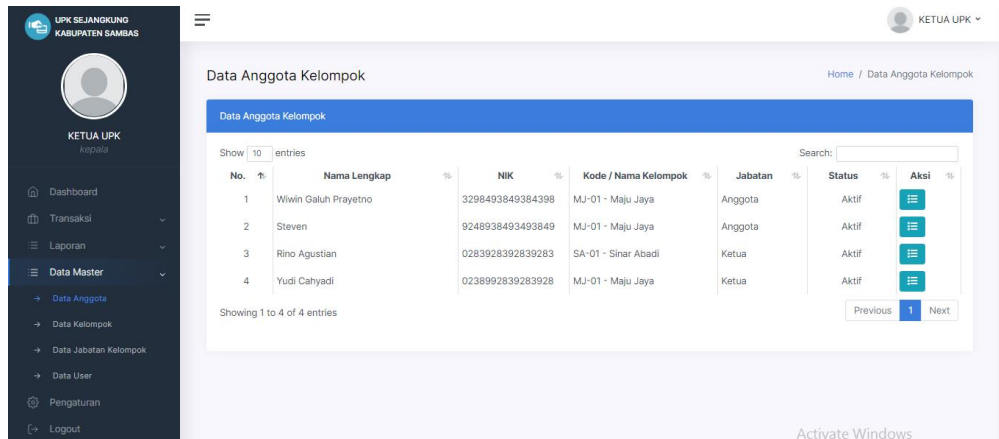 UPK SEJANGKUNG
KABUPATEN SAMBAS
KETUA UPK
KETUA UPK
kepala
Dashboard
Transaksi
Laporan
Data Master
Data Anggota
Data Kelompok
Data Jabatan Kelompok
Data User
Pengaturan
Logout
Data Anggota Kelompok
Home / Data Anggota Kelompok
Data Anggota Kelompok
Show 10 entries
Search:
No. Nama Lengkap NIK Kode / Nama Kelompok Jabatan Status Aksi
1 Wiwin Galuh Prayetno 3298493849384398 MJ-01 - Maju Jaya Anggota Aktif
2 Steven 9248938493493849 MJ-01 - Maju Jaya Anggota Aktif
3 Rino Agustian 0283928392839283 SA-01 - Sinar Abadi Ketua Aktif
4 Yudi Cahyadi 0238992839283928 MJ-01 - Maju Jaya Ketua Aktif
Showing 1 to 4 of 4 entries
Previous 1 Next
Activate Windows